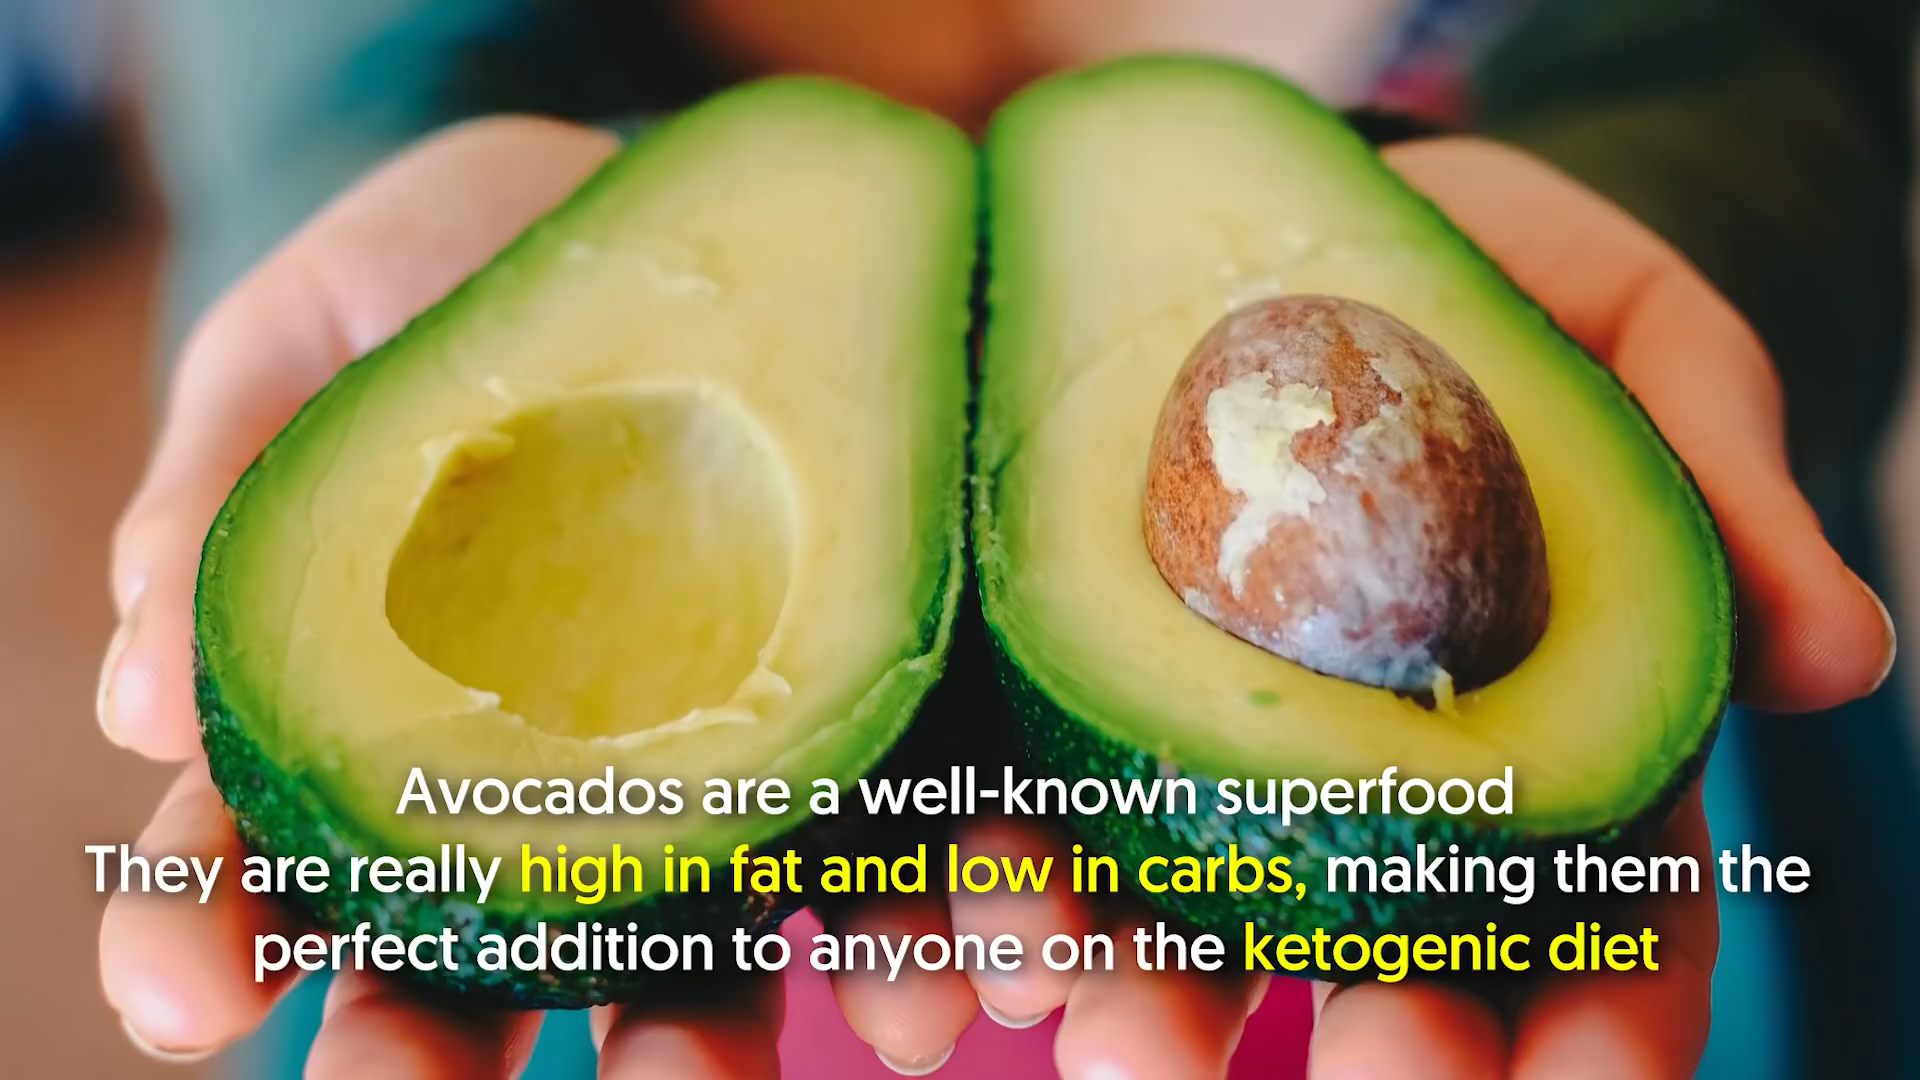 Avocados are a well-known superfood
They are really high in fat and low in carbs, making them the
perfect addition to anyone on the ketogenic diet